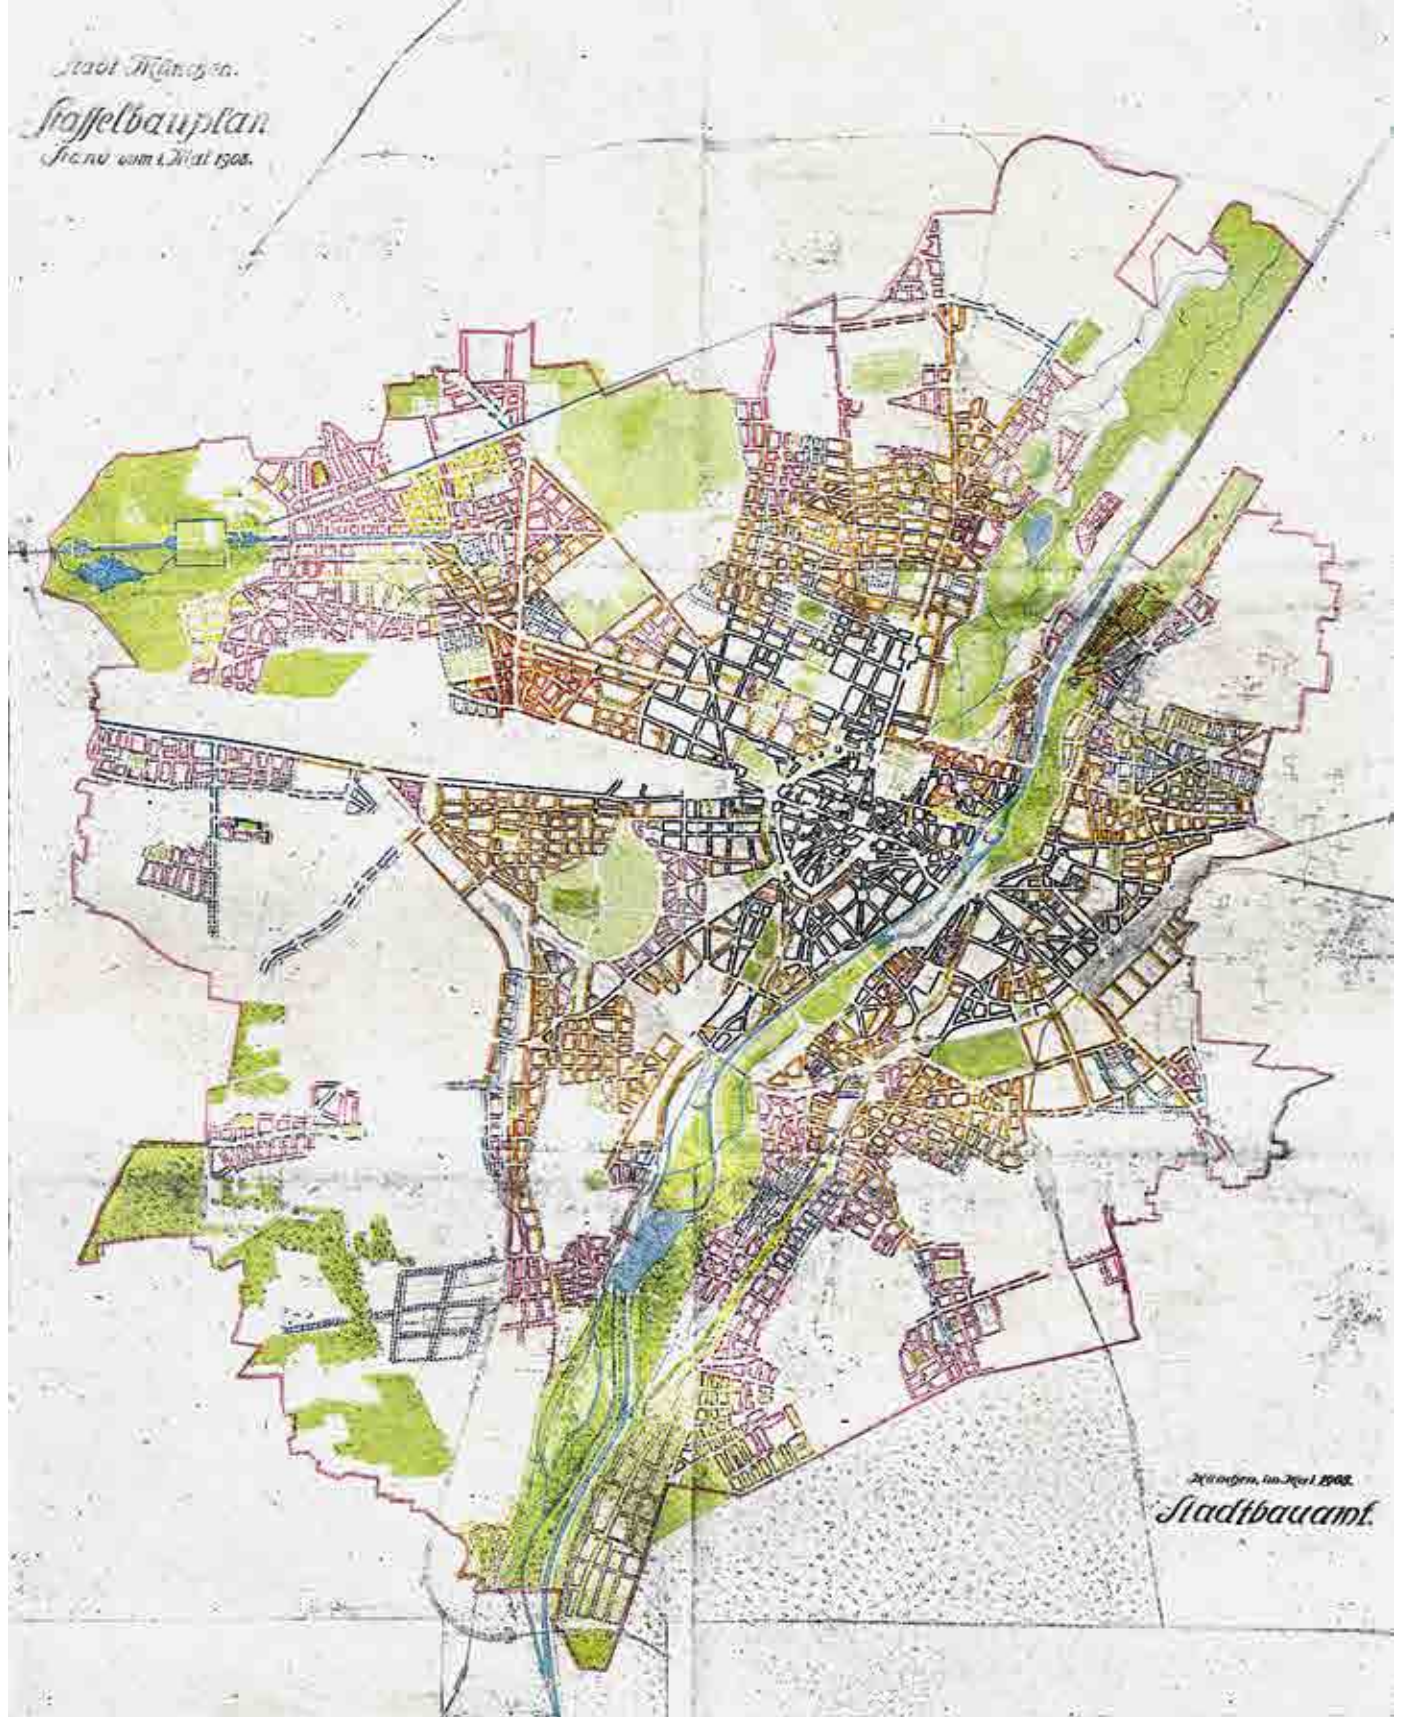 Stadt München.
Staffelbauplan
Stand vom 1. Mai 1908.
München, im Mai 1908.
Stadtbauamt.